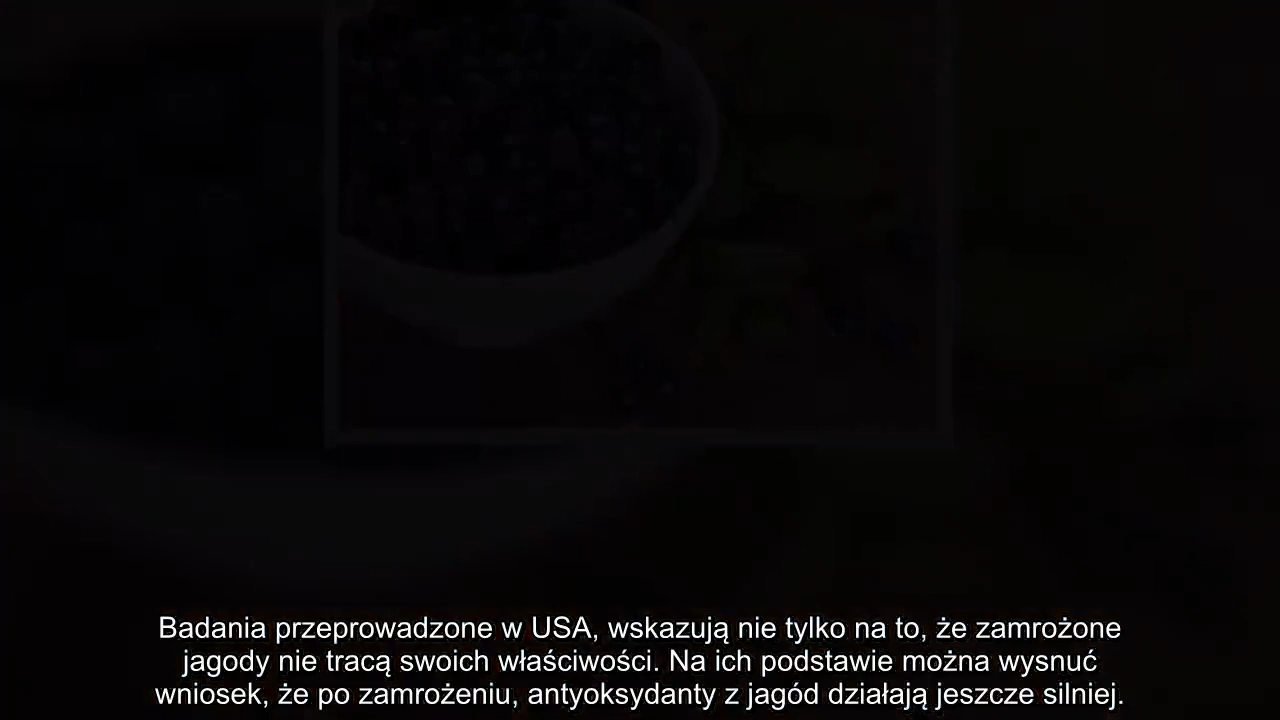 Badania przeprowadzone w USA, wskazują nie tylko na to, że zamrożone
jagody nie tracą swoich właściwości. Na ich podstawie można wysnuć
wniosek, że po zamrożeniu, antyoksydanty z jagód działają jeszcze silniej.